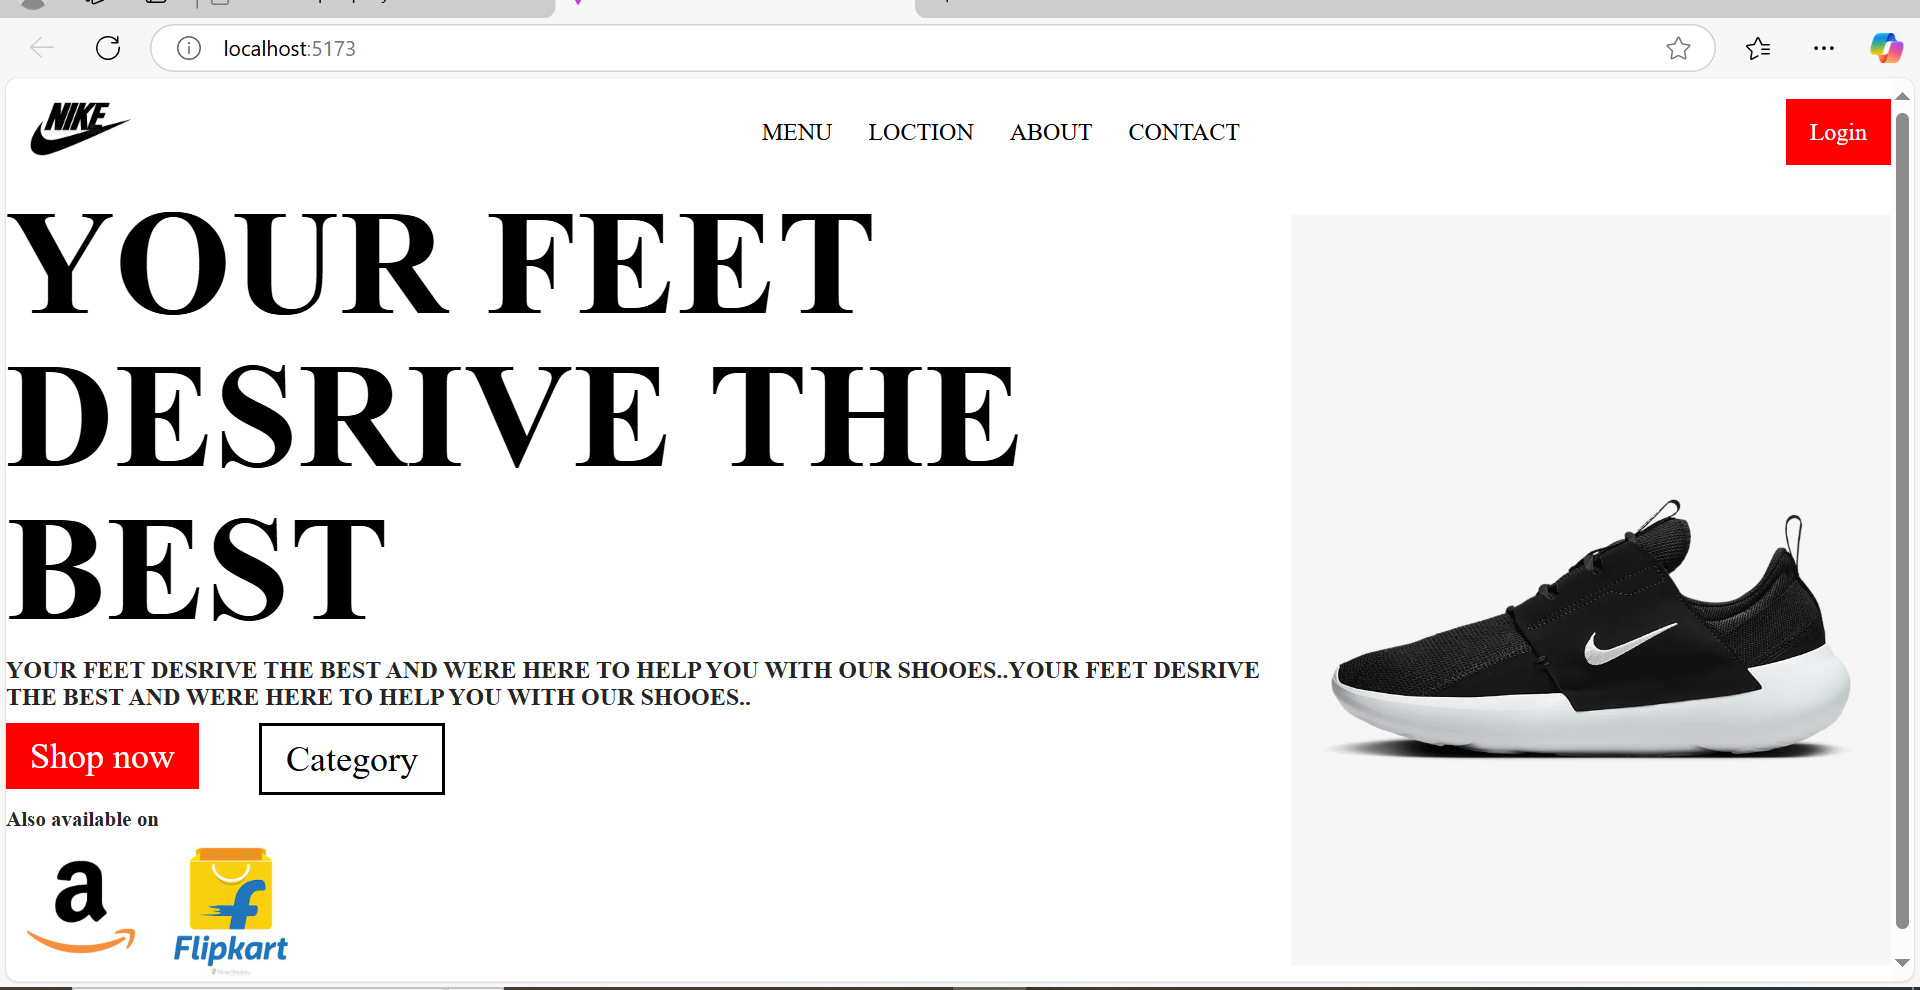 localhost:5173
NIKE
MENU LOCTION ABOUT CONTACT
Login
YOUR FEET
DESRIVE THE
BEST
YOUR FEET DESRIVE THE BEST AND WERE HERE TO HELP YOU WITH OUR SHOOES..YOUR FEET DESRIVE
THE BEST AND WERE HERE TO HELP YOU WITH OUR SHOOES..
Shop now
Category
Also available on
a
f
Flipkart